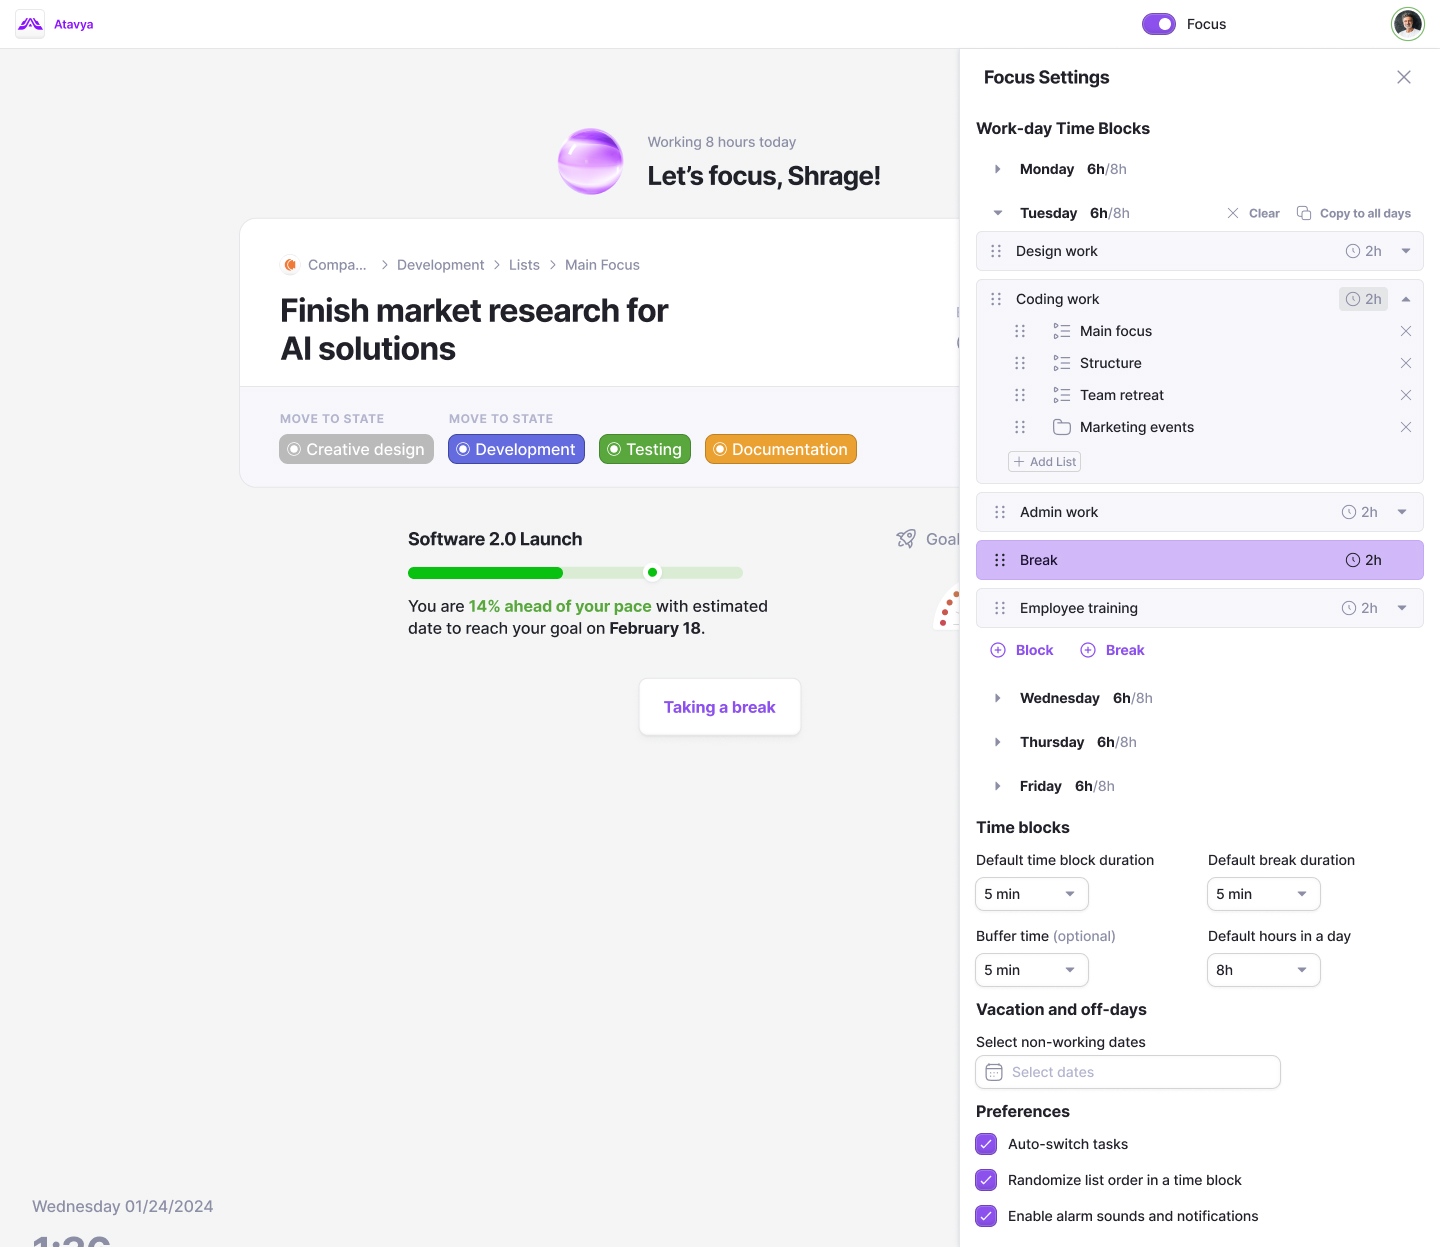 Atavya
Focus
Working 8 hours today
Let's focus, Shrage!
Compa... > Development > Lists > Main Focus
Finish market research for
AI solutions
MOVE TO STATE
Creative design
MOVE TO STATE
Development
Testing
Documentation
Software 2.0 Launch
Goal
You are 14% ahead of your pace with estimated
date to reach your goal on February 18.
Taking a break
Wednesday 01/24/2024
Focus Settings
Work-day Time Blocks
Monday 6h/8h
Tuesday 6h/8h
Clear
Copy to all days
Design work 2h
Coding work 2h
Main focus
Structure
Team retreat
Marketing events
Add List
Admin work 2h
Break 2h
Employee training 2h
Block
Break
Wednesday 6h/8h
Thursday 6h/8h
Friday 6h/8h
Time blocks
Default time block duration
5 min
Default break duration
5 min
Buffer time (optional)
5 min
Default hours in a day
8h
Vacation and off-days
Select non-working dates
Select dates
Preferences
Auto-switch tasks
Randomize list order in a time block
Enable alarm sounds and notifications